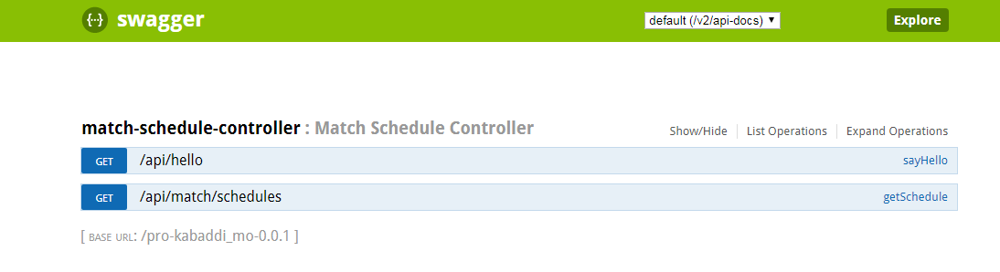 {···} swagger default (/v2/api-docs) Explore
match-schedule-controller : Match Schedule Controller Show/Hide List Operations Expand Operations
GET /api/hello sayHello
GET /api/match/schedules getSchedule
[ BASE URL: /pro-kabaddi_mo-0.0.1 ]